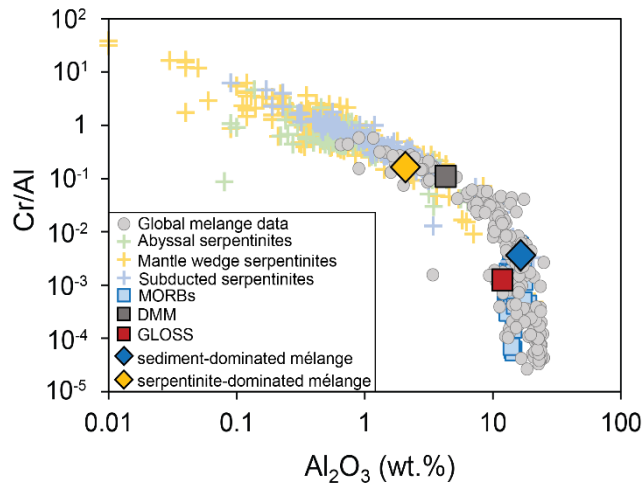 10²
10¹
1
10⁻¹
10⁻²
10⁻³
10⁻⁴
10⁻⁵
Cr/Al
Global melange data
Abyssal serpentinites
Mantle wedge serpentinites
Subducted serpentinites
MORBs
DMM
GLOSS
sediment-dominated mélange
serpentinite-dominated mélange
0.01 0.1 1 10 100
Al₂O₃ (wt.%)